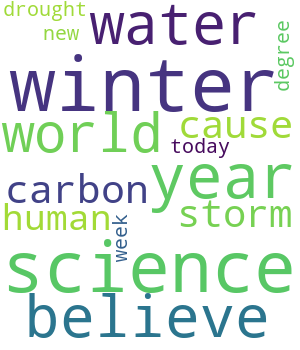 drought
water
new
degree
winter
world
cause
today
year
carbon
human
storm
week
science
believe